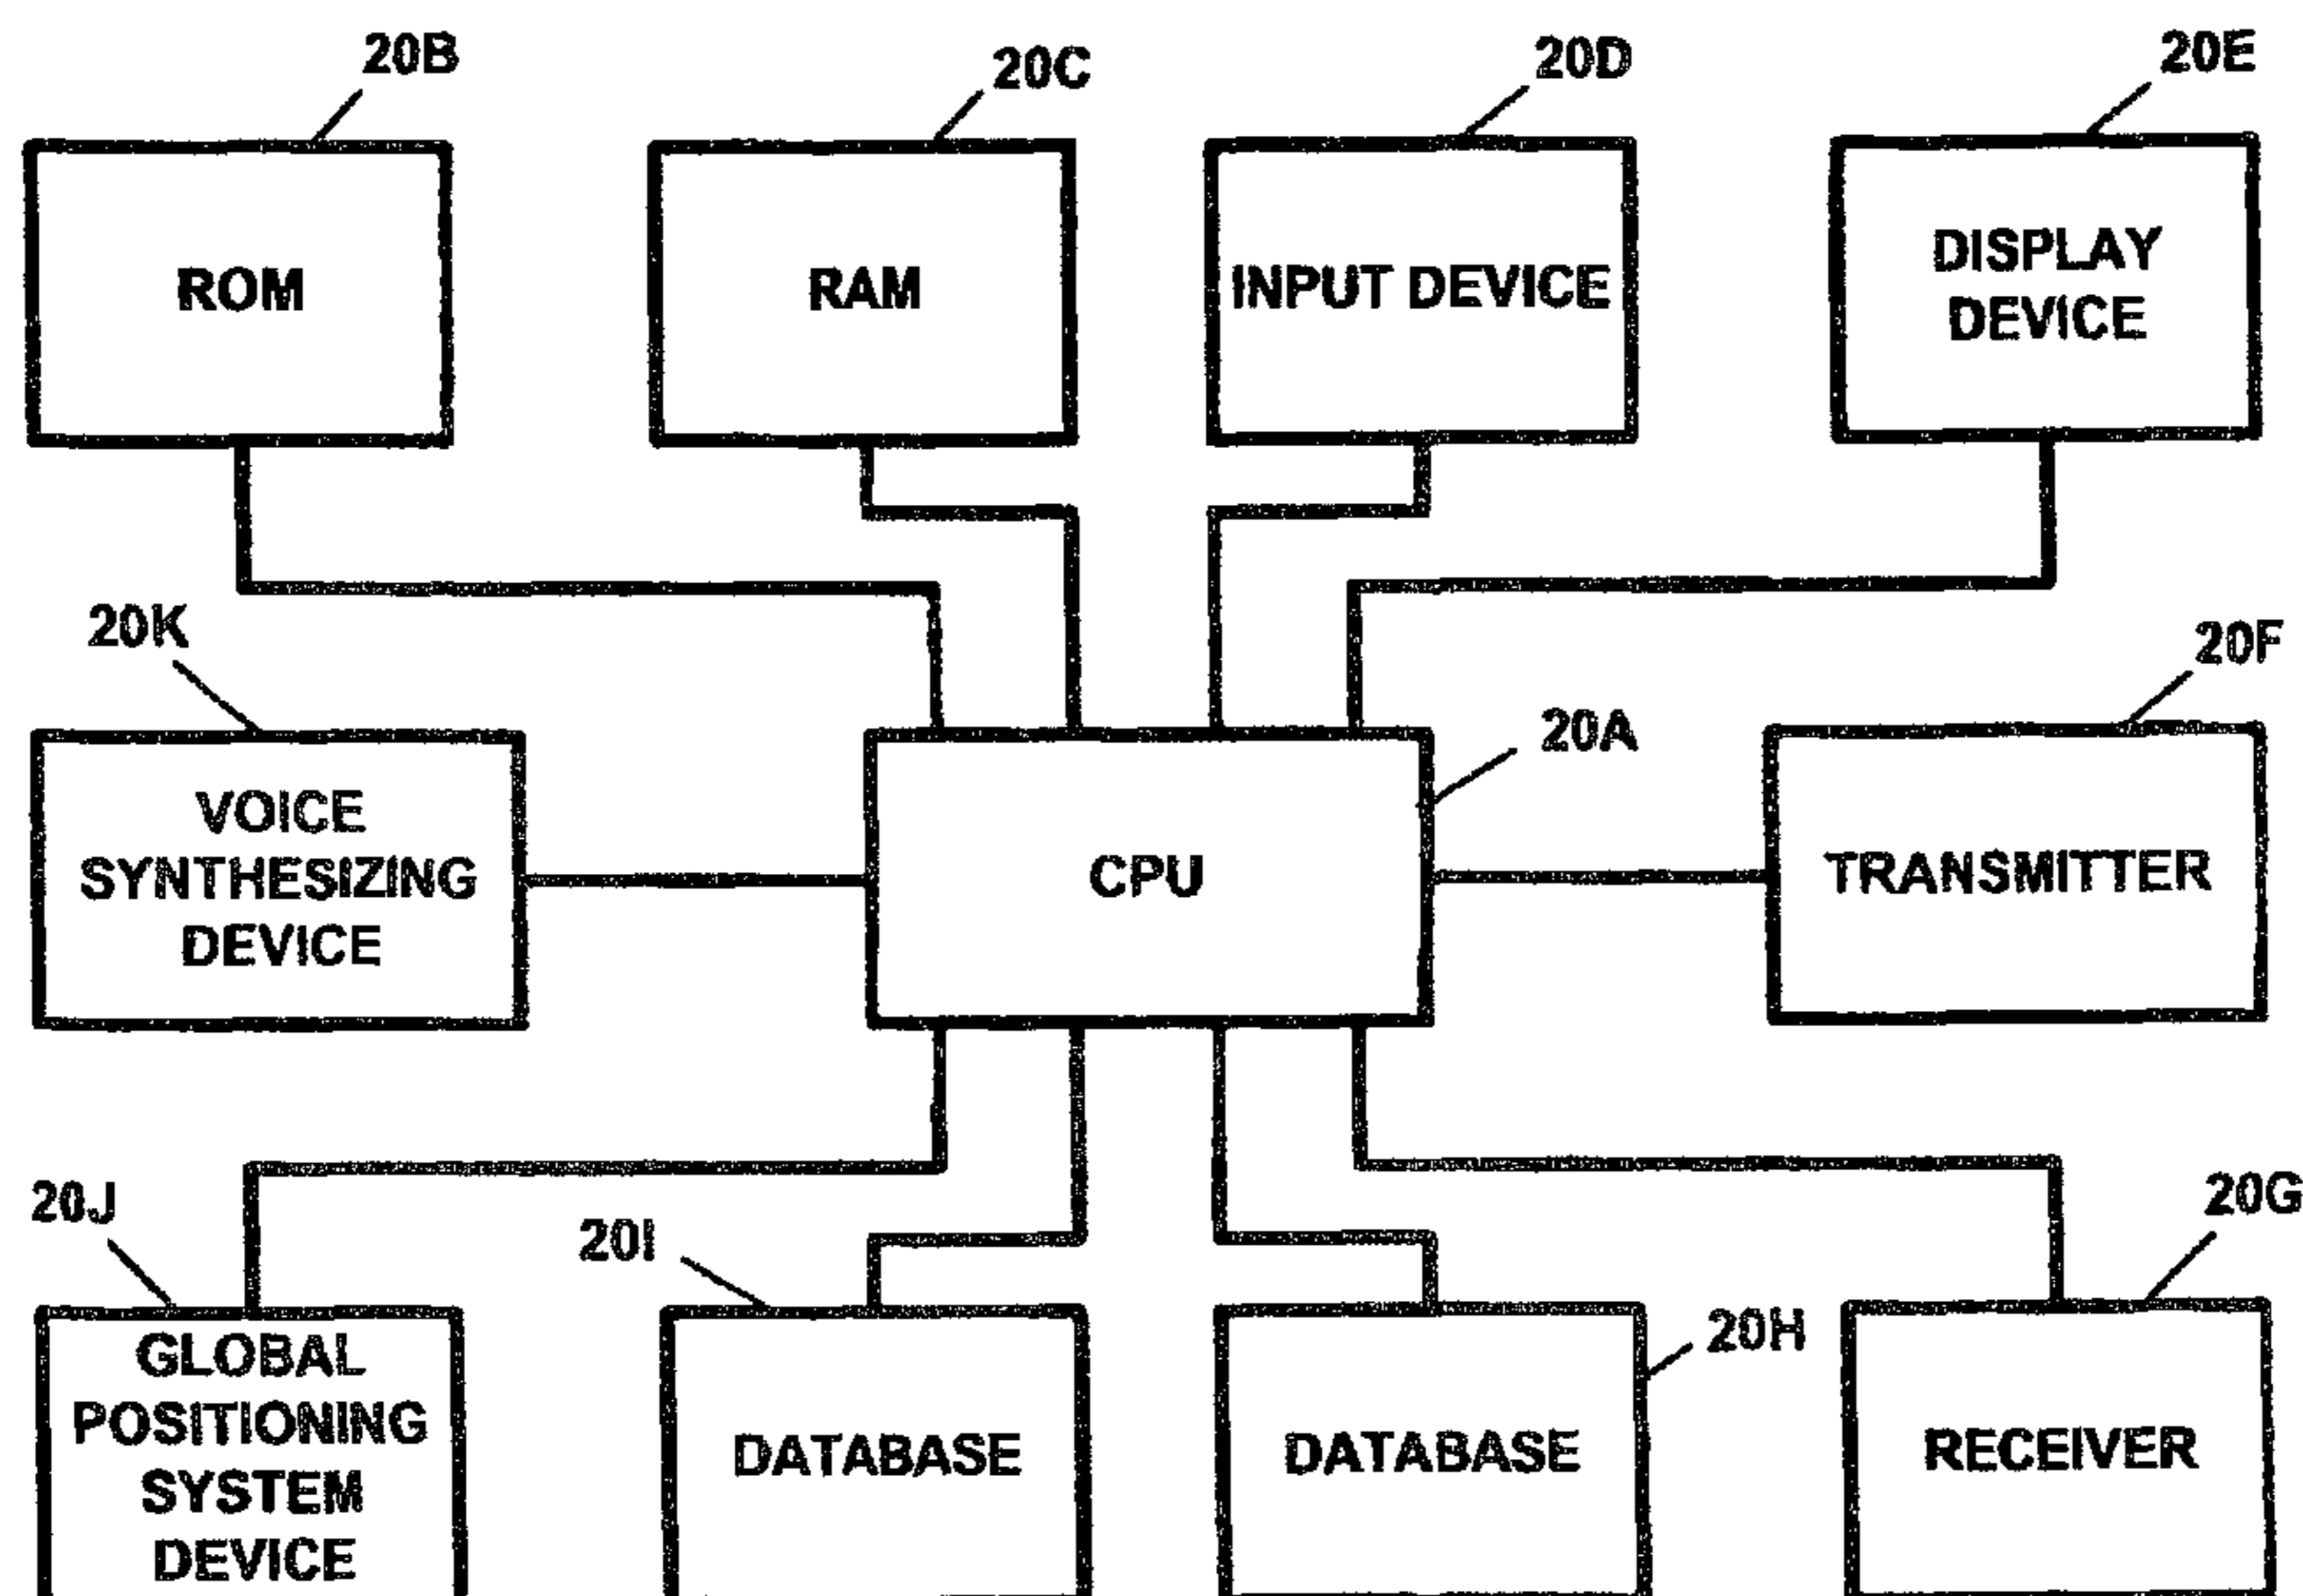 20B
20C
20D
20E
ROM
RAM
INPUT DEVICE
DISPLAY
DEVICE
20K
20F
20A
VOICE
SYNTHESIZING
DEVICE
CPU
TRANSMITTER
20J
20I
20G
20H
GLOBAL
POSITIONING
SYSTEM
DEVICE
DATABASE
DATABASE
RECEIVER